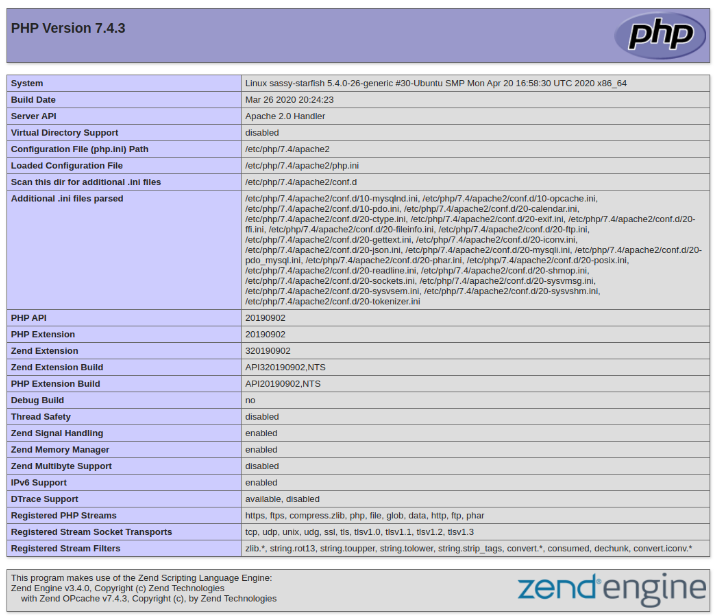 PHP Version 7.4.3
php
System Linux sassy-starfish 5.4.0-26-generic #30-Ubuntu SMP Mon Apr 20 16:58:30 UTC 2020 x86_64
Build Date Mar 26 2020 20:24:23
Server API Apache 2.0 Handler
Virtual Directory Support disabled
Configuration File (php.ini) Path /etc/php/7.4/apache2
Loaded Configuration File /etc/php/7.4/apache2/php.ini
Scan this dir for additional .ini files /etc/php/7.4/apache2/conf.d
Additional .ini files parsed /etc/php/7.4/apache2/conf.d/10-mysqlnd.ini, /etc/php/7.4/apache2/conf.d/10-opcache.ini,
/etc/php/7.4/apache2/conf.d/10-pdo.ini, /etc/php/7.4/apache2/conf.d/20-calendar.ini,
/etc/php/7.4/apache2/conf.d/20-ctype.ini, /etc/php/7.4/apache2/conf.d/20-exif.ini, /etc/php/7.4/apache2/conf.d/20-
ffi.ini, /etc/php/7.4/apache2/conf.d/20-fileinfo.ini, /etc/php/7.4/apache2/conf.d/20-ftp.ini,
/etc/php/7.4/apache2/conf.d/20-gettext.ini, /etc/php/7.4/apache2/conf.d/20-iconv.ini,
/etc/php/7.4/apache2/conf.d/20-json.ini, /etc/php/7.4/apache2/conf.d/20-mysqli.ini, /etc/php/7.4/apache2/conf.d/20-
pdo_mysql.ini, /etc/php/7.4/apache2/conf.d/20-phar.ini, /etc/php/7.4/apache2/conf.d/20-posix.ini,
/etc/php/7.4/apache2/conf.d/20-readline.ini, /etc/php/7.4/apache2/conf.d/20-shmop.ini,
/etc/php/7.4/apache2/conf.d/20-sockets.ini, /etc/php/7.4/apache2/conf.d/20-sysvmsg.ini,
/etc/php/7.4/apache2/conf.d/20-sysvsem.ini, /etc/php/7.4/apache2/conf.d/20-sysvshm.ini,
/etc/php/7.4/apache2/conf.d/20-tokenizer.ini
PHP API 20190902
PHP Extension 20190902
Zend Extension 320190902
Zend Extension Build API320190902,NTS
PHP Extension Build API20190902,NTS
Debug Build no
Thread Safety disabled
Zend Signal Handling enabled
Zend Memory Manager enabled
Zend Multibyte Support disabled
IPv6 Support enabled
DTrace Support available, disabled
Registered PHP Streams https, ftps, compress.zlib, php, file, glob, data, http, ftp, phar
Registered Stream Socket Transports tcp, udp, unix, udg, ssl, tls, tlsv1.0, tlsv1.1, tlsv1.2, tlsv1.3
Registered Stream Filters zlib.*, string.rot13, string.toupper, string.tolower, string.strip_tags, convert.*, consumed, dechunk, convert.iconv.*
This program makes use of the Zend Scripting Language Engine:
Zend Engine v3.4.0, Copyright (c) Zend Technologies
with Zend OPcache v7.4.3, Copyright (c), by Zend Technologies
zend® engine